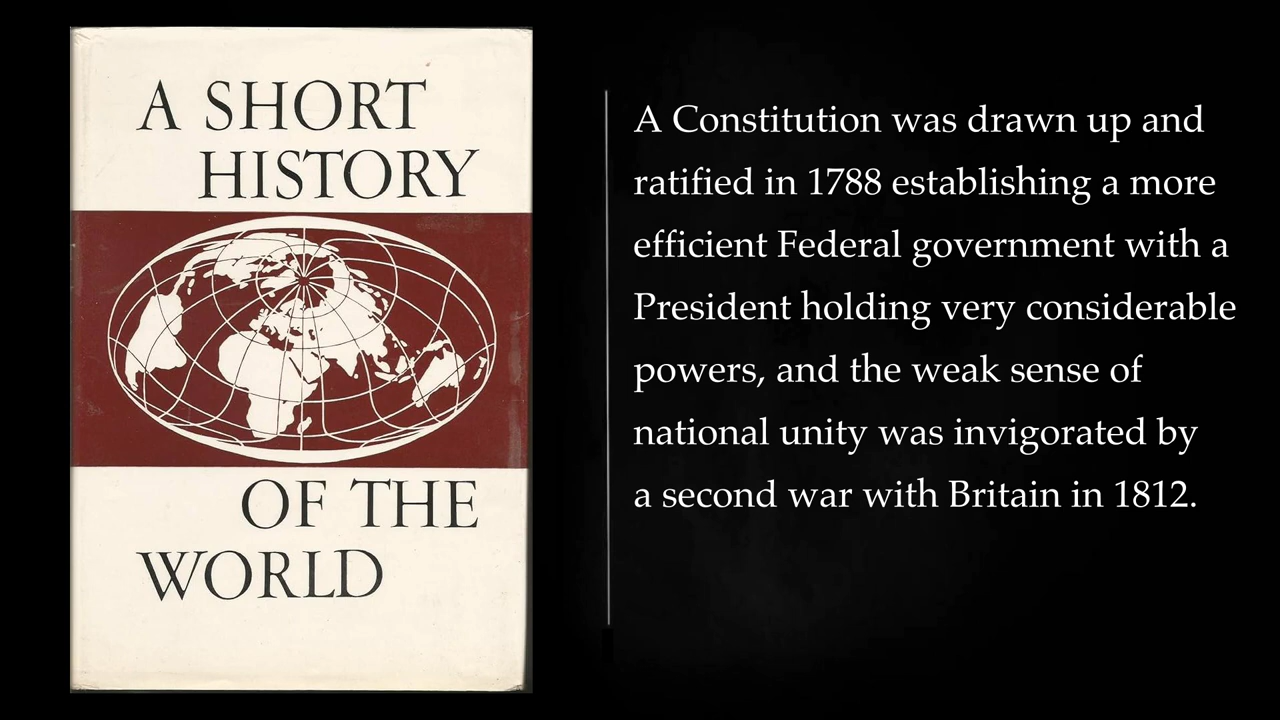 A SHORT
HISTORY
OF THE
WORLD
A Constitution was drawn up and
ratified in 1788 establishing a more
efficient Federal government with a
President holding very considerable
powers, and the weak sense of
national unity was invigorated by
a second war with Britain in 1812.